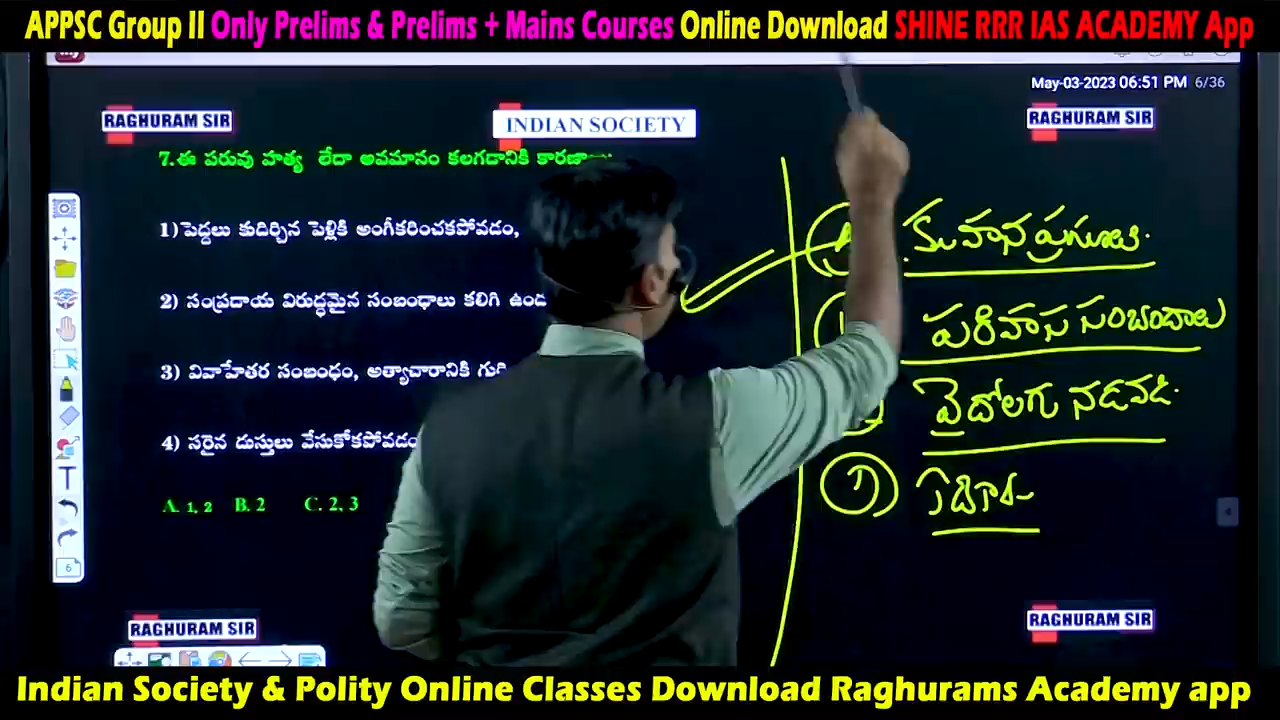 APPSC Group II Only Prelims & Prelims + Mains Courses Online Download SHINE RRR IAS ACADEMY App
May-03-2023 06:51 PM 6/36
RAGHURAM SIR
INDIAN SOCIETY
RAGHURAM SIR
7.ఈ పరువు హత్య లేదా అవమానం కలగడానికి
1)పెద్దలు కుదిర్చిన పెళ్లికి అంగీకరించకపోవడం,
2) సంప్రదాయ విరుద్ధమైన సంబంధాలు కలిగి
3) వివాహేతర సంబంధం, అత్యాచారానికి
4) సరైన దుస్తులు వేసుకోకపోవడం
A. 1, 2 B. 2 C. 2, 3
A
పరిహాస సంబంధాలు
వైదోలగు నడవడి
D
6
RAGHURAM SIR
RAGHURAM SIR
Indian Society & Polity Online Classes Download Raghurams Academy app